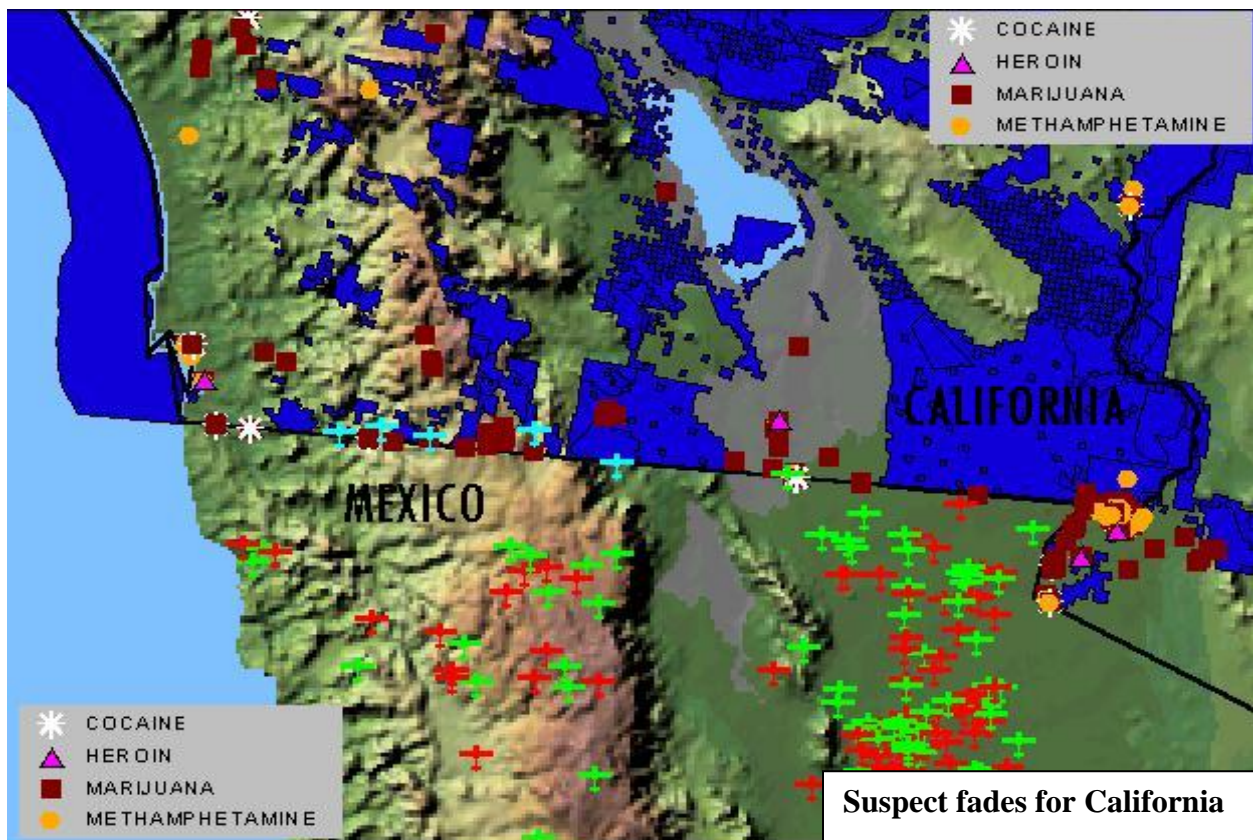 COCAINE
HEROIN
MARIJUANA
METHAMPHETAMINE
CALIFORNIA
MEXICO
COCAINE
HEROIN
MARIJUANA
METHAMPHETAMINE
Suspect fades for California